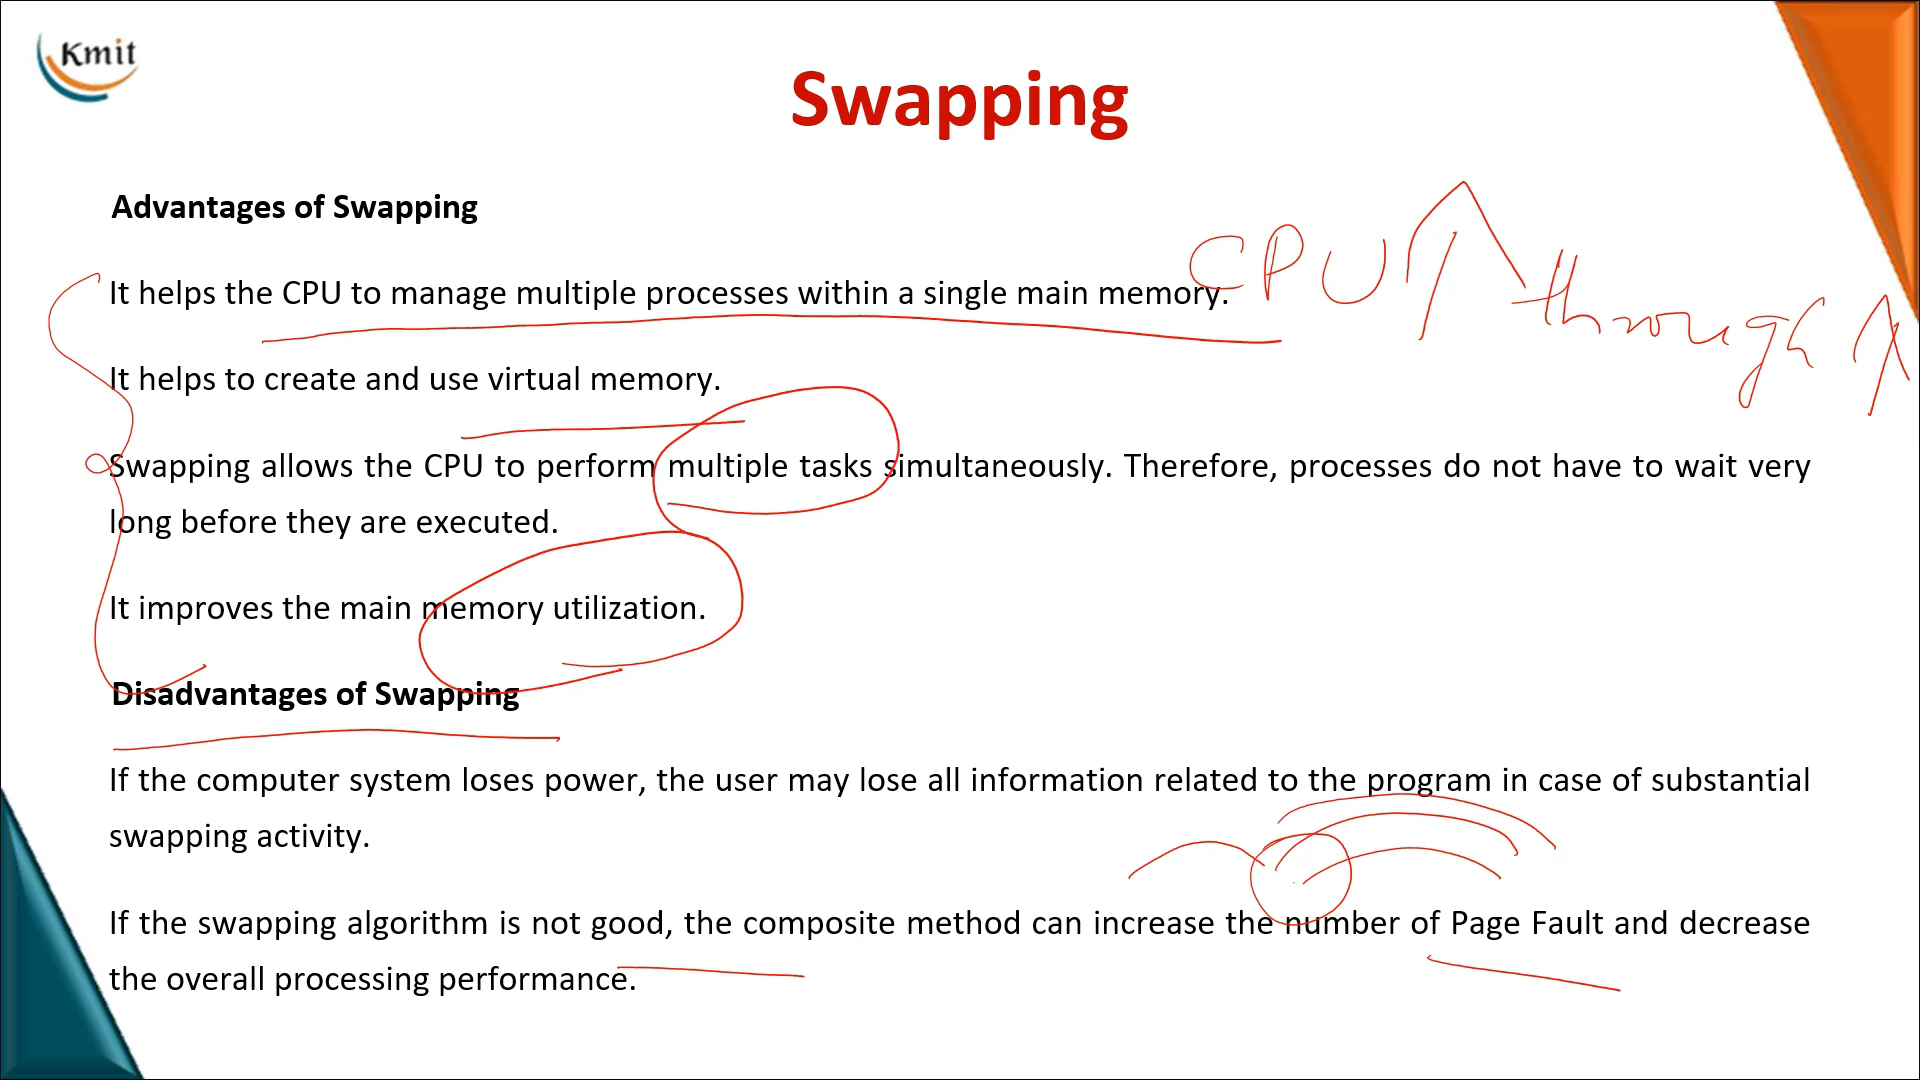 Kmit
Swapping
Advantages of Swapping
CPU
It helps the CPU to manage multiple processes within a single main memory.
through
It helps to create and use virtual memory.
Swapping allows the CPU to perform multiple tasks simultaneously. Therefore, processes do not have to wait very
long before they are executed.
It improves the main memory utilization.
Disadvantages of Swapping
If the computer system loses power, the user may lose all information related to the program in case of substantial
swapping activity.
If the swapping algorithm is not good, the composite method can increase the number of Page Fault and decrease
the overall processing performance.